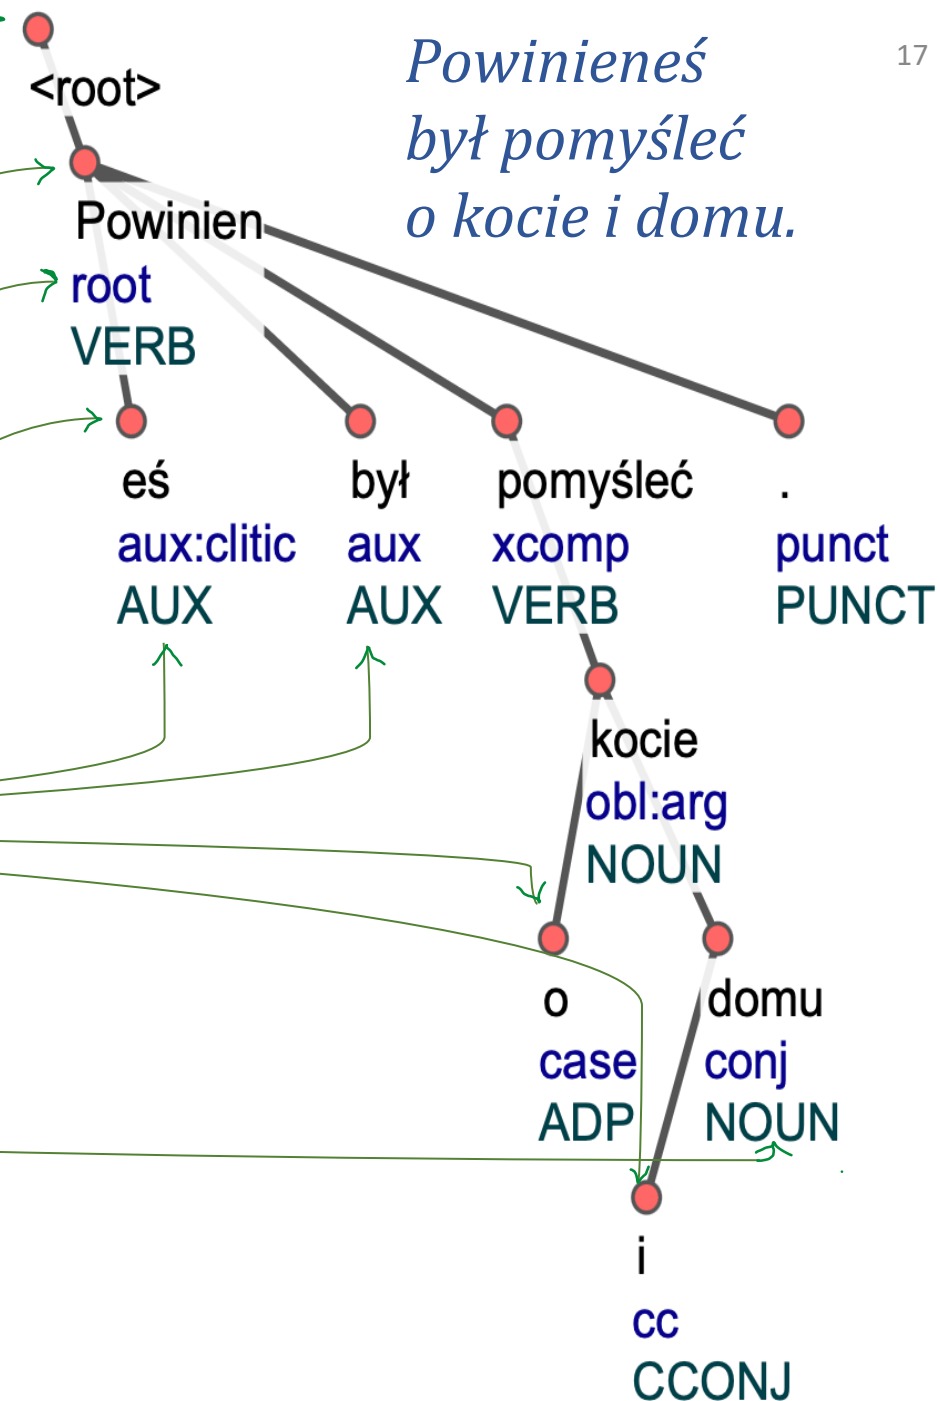 Powinieneś
był pomyśleć
o kocie i domu.
17
<root>
Powinien
root
VERB
eś był pomyśleć .
aux:clitic aux xcomp punct
AUX AUX VERB PUNCT
kocie
obl:arg
NOUN
o domu
case conj
ADP NOUN
i
cc
CCONJ